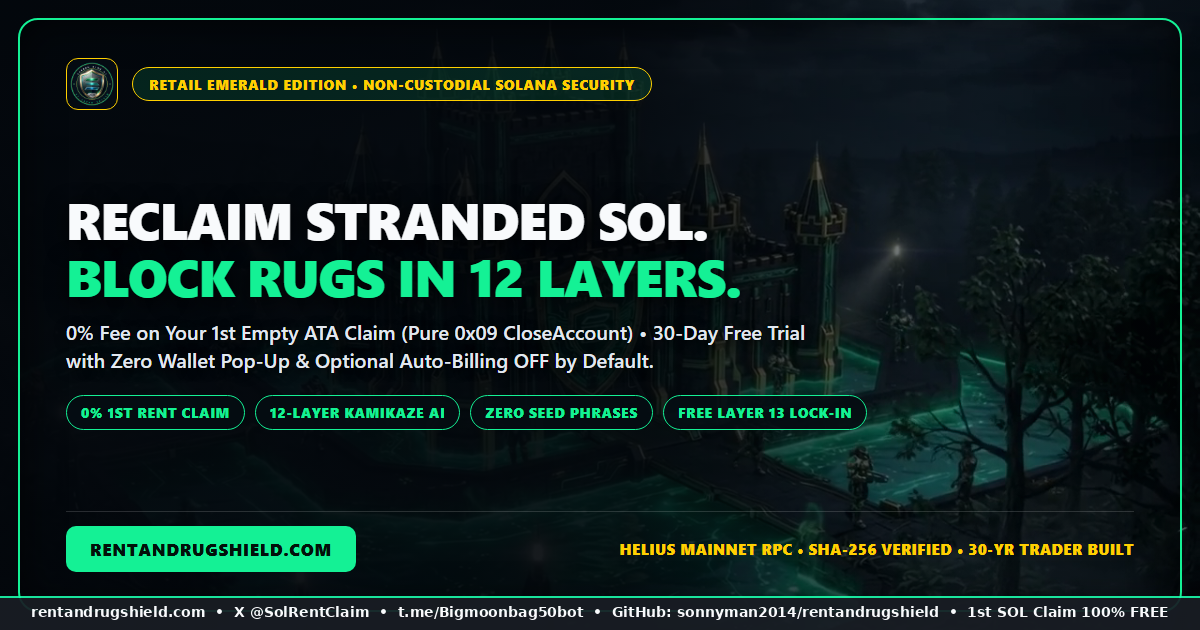 RETAIL EMERALD EDITION • NON-CUSTODIAL SOLANA SECURITY
RECLAIM STRANDED SOL.
BLOCK RUGS IN 12 LAYERS.
0% Fee on Your 1st Empty ATA Claim (Pure 0x09 CloseAccount) • 30-Day Free Trial
with Zero Wallet Pop-Up & Optional Auto-Billing OFF by Default.
0% 1ST RENT CLAIM
12-LAYER KAMIKAZE AI
ZERO SEED PHRASES
FREE LAYER 13 LOCK-IN
RENTANDRUGSHIELD.COM
HELIUS MAINNET RPC • SHA-256 VERIFIED • 30-YR TRADER BUILT
rentandrugshield.com • X @SolRentClaim • t.me/Bigmoonbag50bot • GitHub: sonnyman2014/rentandrugshield • 1st SOL Claim 100% FREE